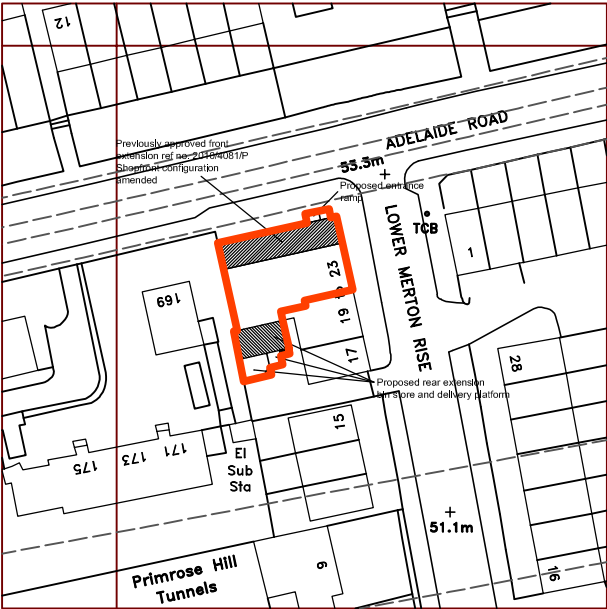 12
ADELAIDE ROAD
Previously approved front
extension ref no. 2010/4081/P
Shopfront configuration
amended
53.3m
Proposed entrance
ramp
TCB
LOWER MERTON RISE
1
23
169
19
17
28
Proposed rear extension
bin store and delivery platform
15
175
173
171
El
Sub
Sta
51.1m
Primrose Hill
Tunnels
9
16